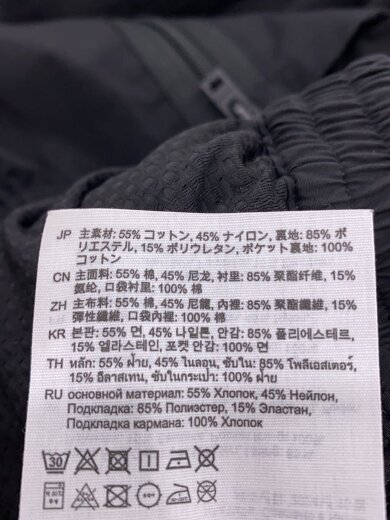 JP 主素材: 55% コットン, 45% ナイロン, 裏地: 85% ポ
リエステル, 15% ポリウレタン, ポケット裏地: 100%
コットン
CN 主面料: 55% 棉, 45% 尼龙, 衬里: 85% 聚酯纤维, 15%
氨纶, 口袋衬里: 100% 棉
ZH 主布料: 55% 棉, 45% 尼龍, 內裡: 85% 聚酯纖維, 15%
彈性纖維, 口袋內裡: 100% 棉
KR 본판: 55% 면, 45% 나일론, 안감: 85% 폴리에스테르,
15% 엘라스테인, 포켓 안감: 100% 면
TH หลัก: 55% ฝ้าย, 45% ไนลอน, ซับใน: 85% โพลีเอสเตอร์,
15% อีลาสเทน, ซับในกระเป๋า: 100% ฝ้าย
RU основной материал: 55% Хлопок, 45% Нейлон,
Подкладка: 85% Полиэстер, 15% Эластан,
Подкладка кармана: 100% Хлопок
30